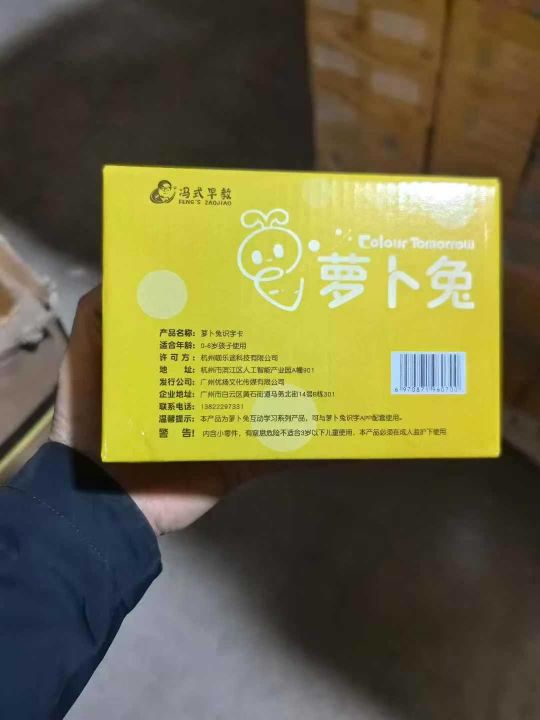 冯式早教
FENG'S ZAOJIAO
Colour Tomorrow
萝卜兔
产品名称: 萝卜兔识字卡
适合年龄: 0-6岁孩子使用
许可方: 杭州咖乐途科技有限公司
地址: 杭州市滨江区人工智能产业园A幢901
发行公司: 广州优扬文化传媒有限公司
企业地址: 广州市白云区黄石街道马务北街14号B栋301
联系电话: 13822297331
温馨提示: 本产品为萝卜兔互动学习系列产品，可与萝卜兔识字APP配套使用。
警告! 内含小零件，有窒息危险不适合3岁以下儿童使用，本产品必须在成人监护下使用